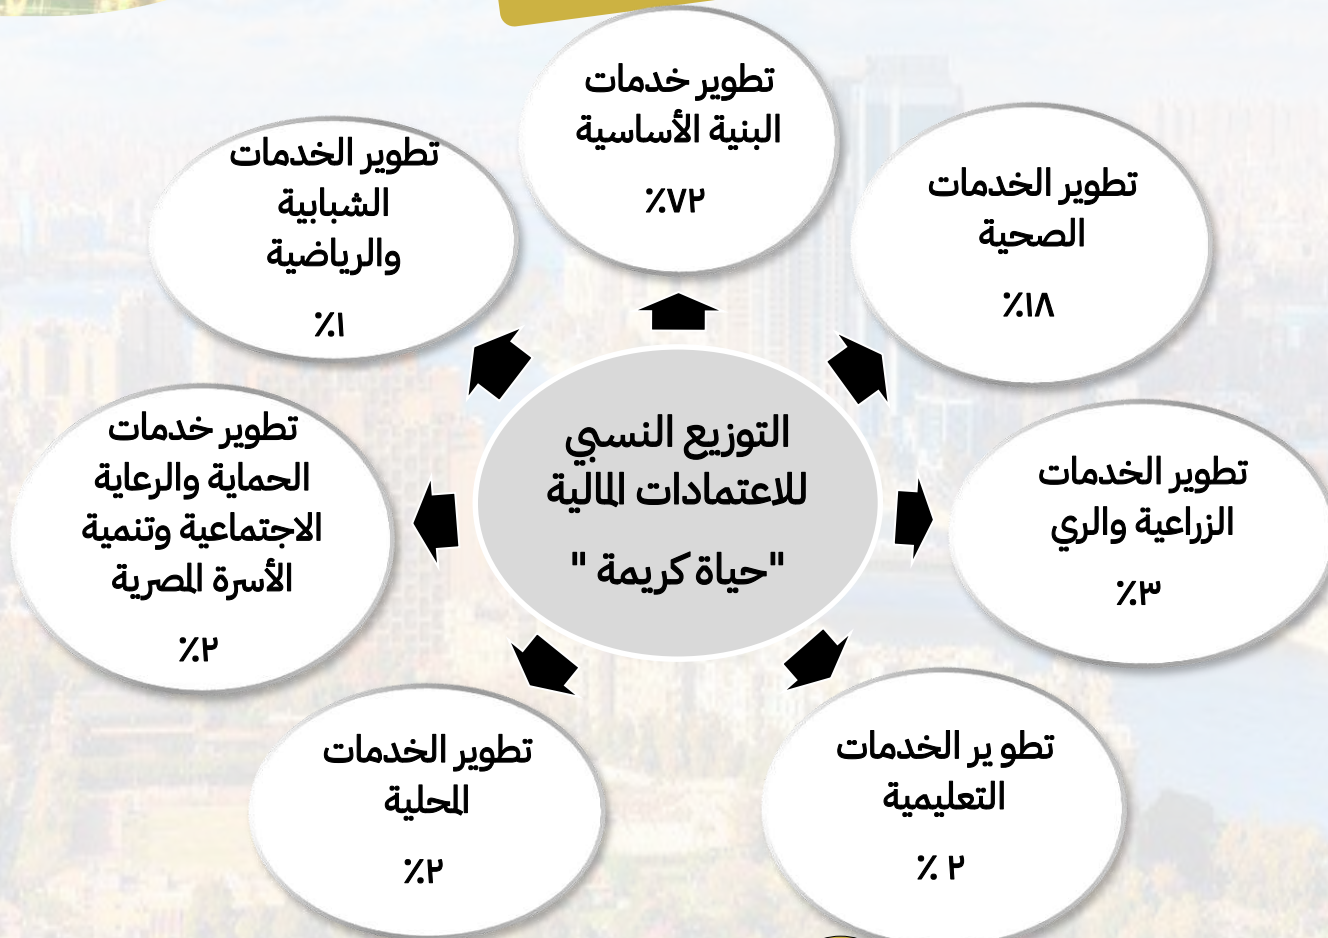 تطوير خدمات
البنية الأساسية
٧٢٪
تطوير الخدمات
الصحية
١٨٪
تطوير الخدمات
الزراعية والري
٣٪
تطو ير الخدمات
التعليمية
٢ ٪
تطوير الخدمات
المحلية
٢٪
تطوير خدمات
الحماية والرعاية
الاجتماعية وتنمية
الأسرة المصرية
٢٪
تطوير الخدمات
الشبابية
والرياضية
١٪
التوزيع النسبي
للاعتمادات المالية
"حياة كريمة "